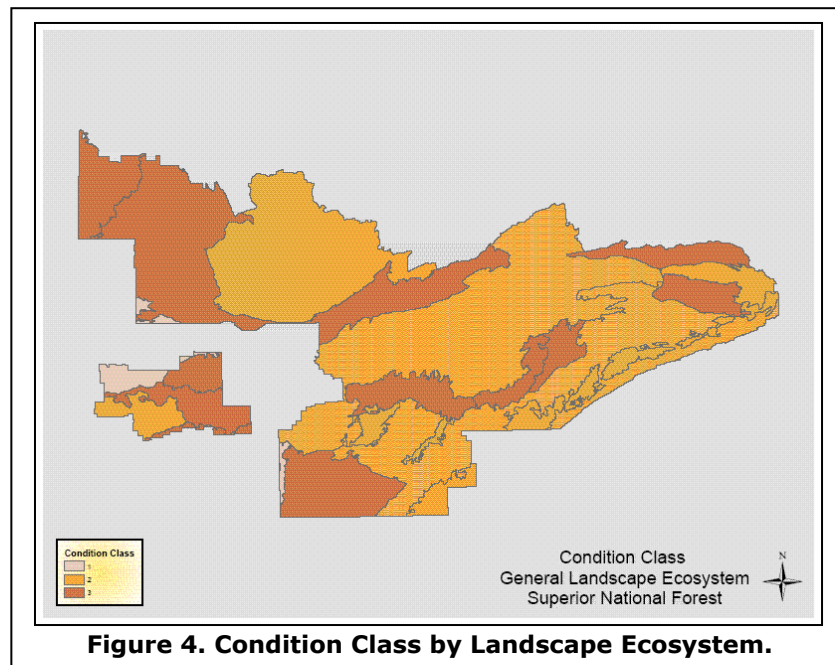 Condition Class
1
2
3
Condition Class
General Landscape Ecosystem
Superior National Forest
N
Figure 4. Condition Class by Landscape Ecosystem.